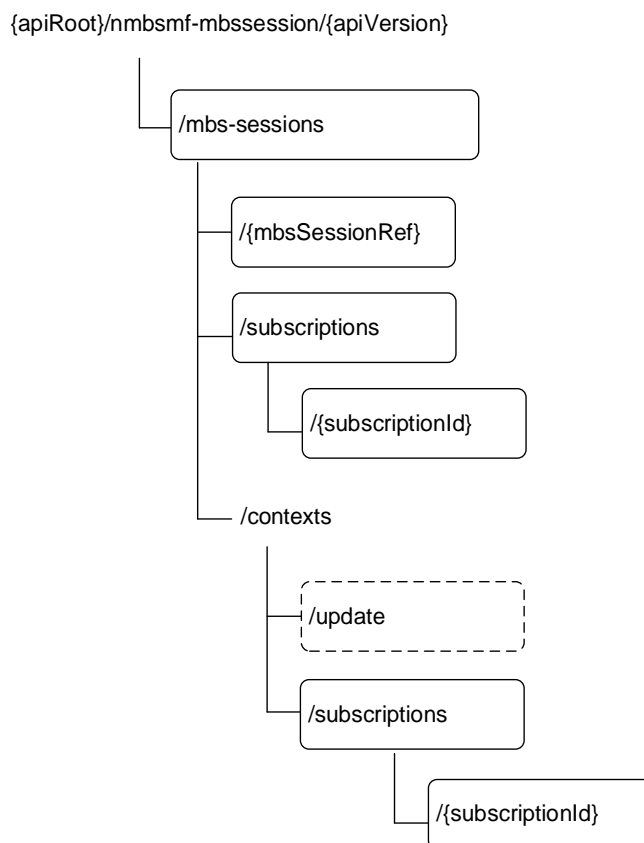 {apiRoot}/nmbsmf-mbssession/{apiVersion}
/mbs-sessions
/{mbsSessionRef}
/subscriptions
/{subscriptionId}
/contexts
/update
/subscriptions
/{subscriptionId}